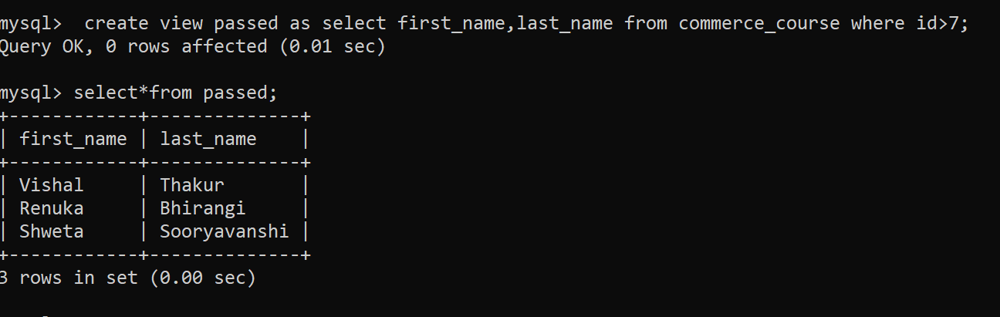 mysql>  create view passed as select first_name,last_name from commerce_course where id>7;
Query OK, 0 rows affected (0.01 sec)
mysql> select*from passed;
+------------+--------------+
| first_name | last_name    |
+------------+--------------+
| Vishal     | Thakur       |
| Renuka     | Bhirangi     |
| Shweta     | Sooryavanshi |
+------------+--------------+
3 rows in set (0.00 sec)